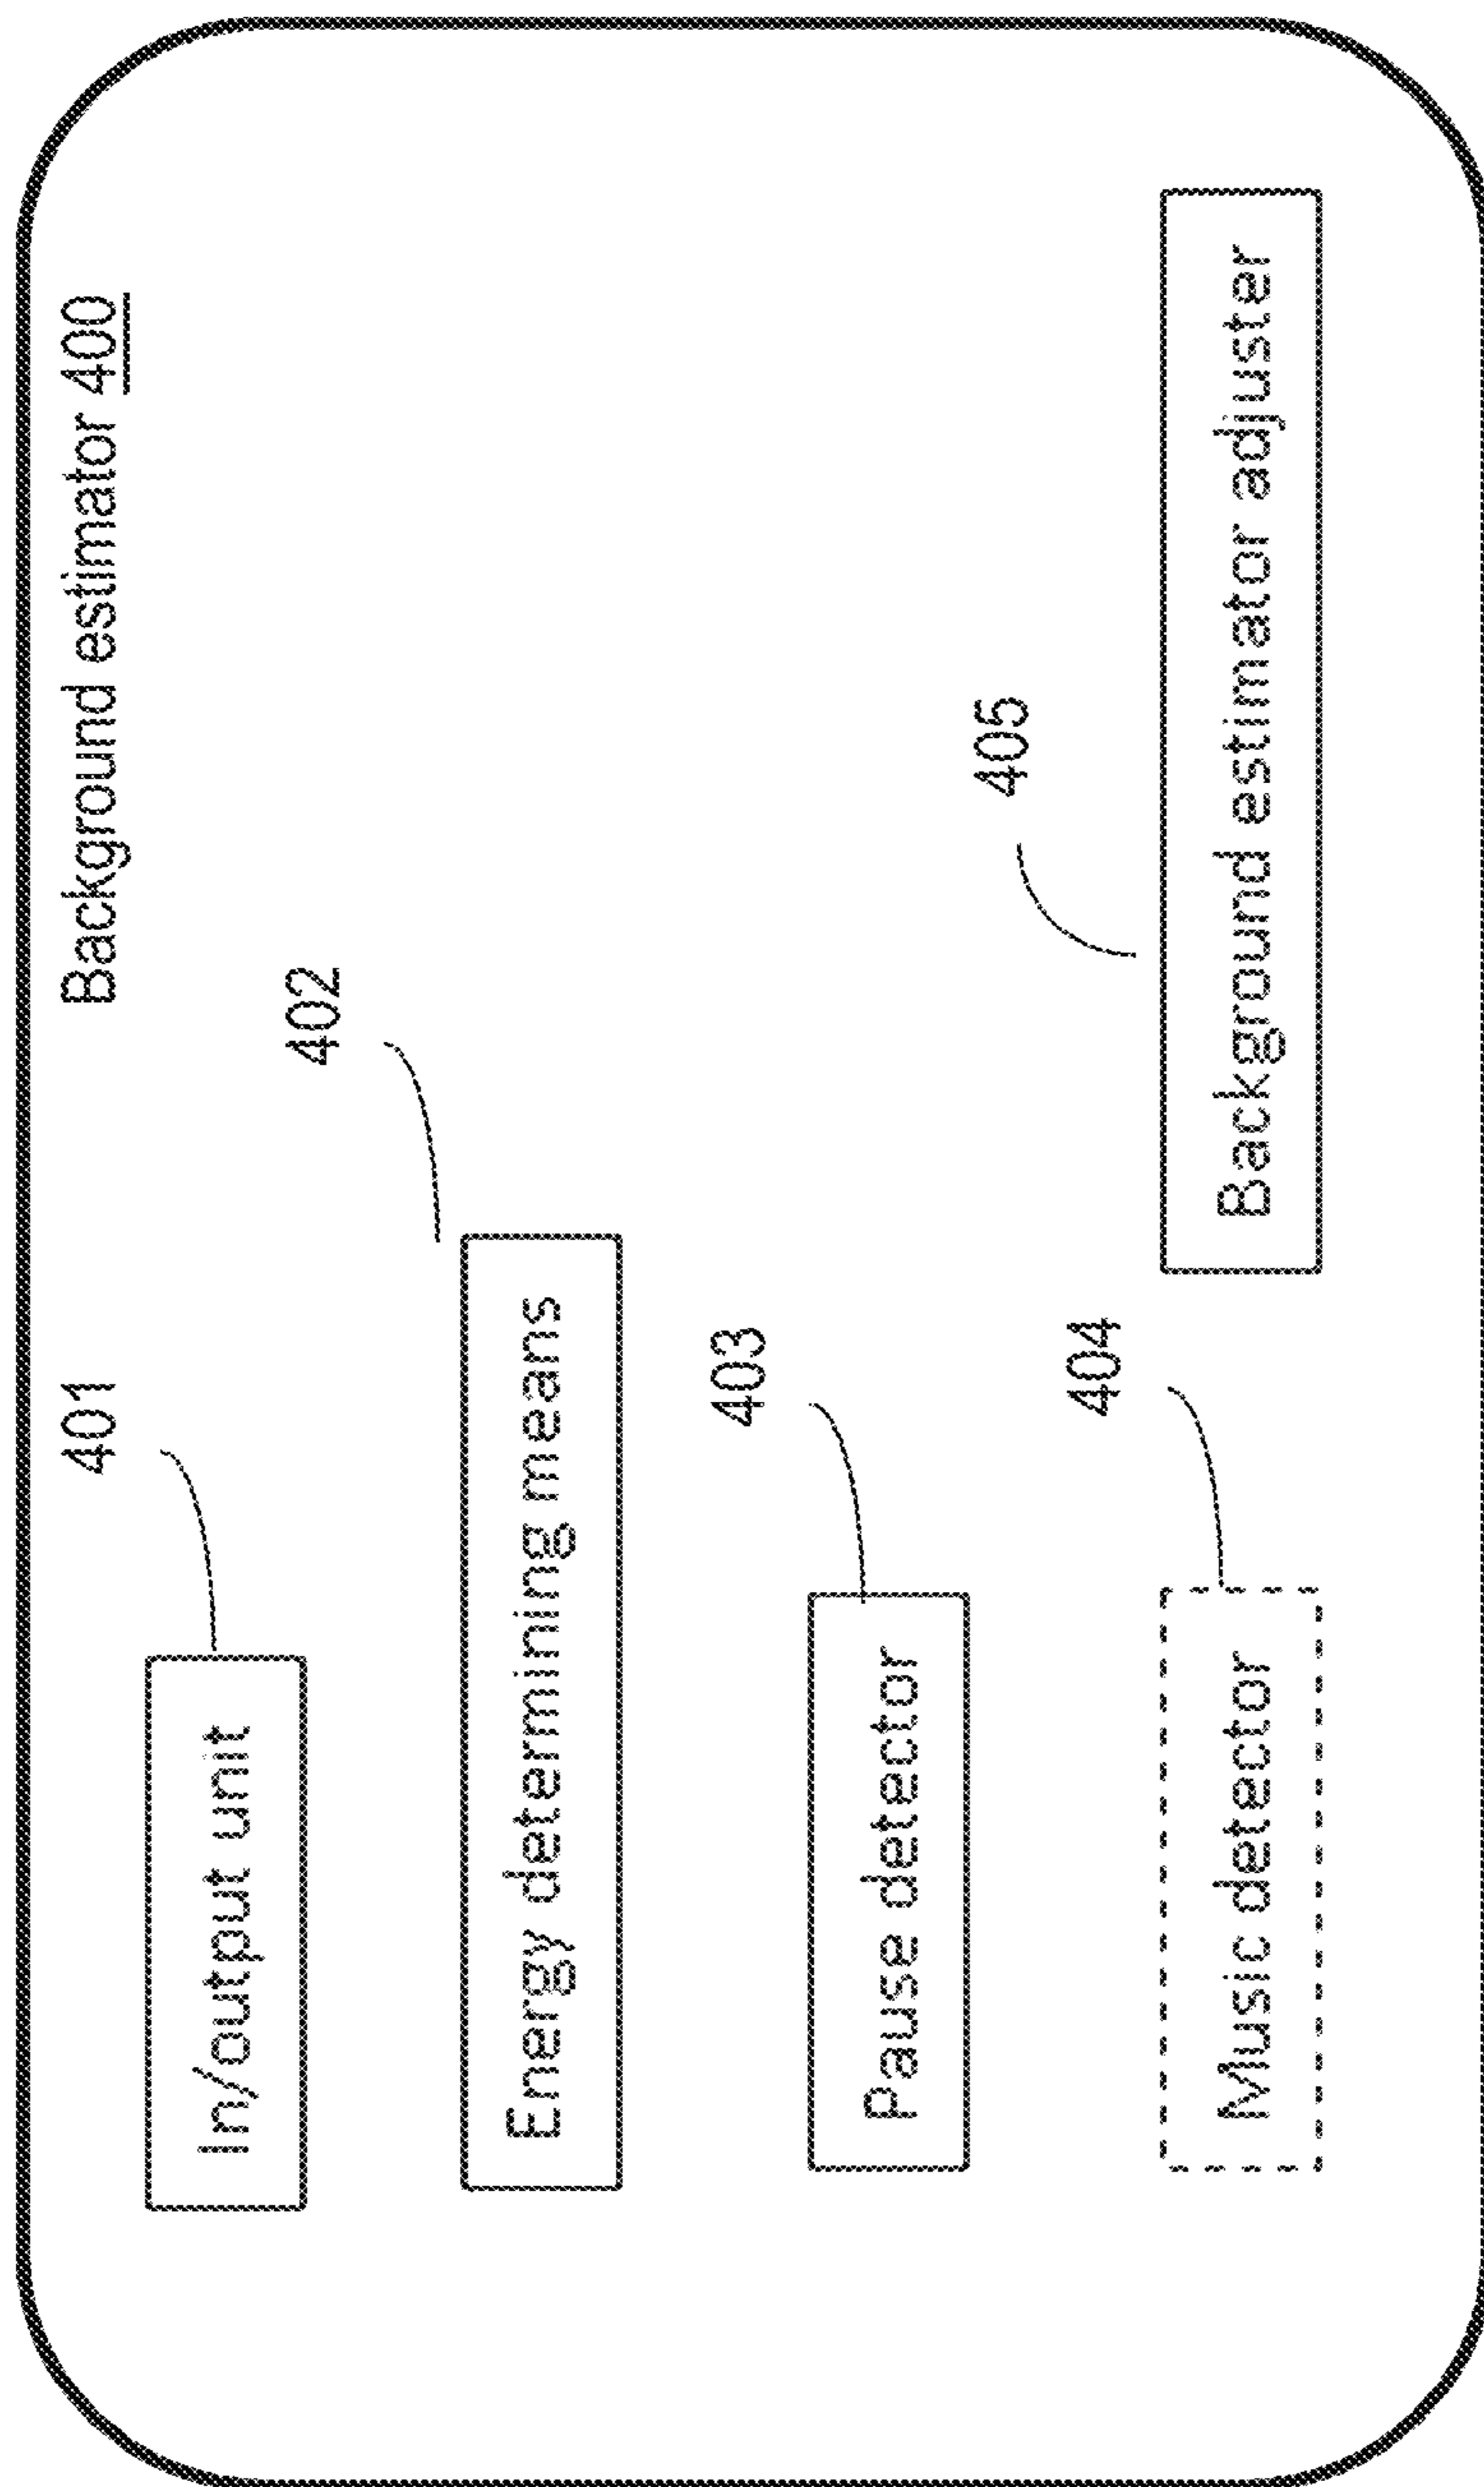 Background estimator 400
401
In/output unit
402
Energy determining means
403
Pause detector
404
Music detector
405
Background estimator adjuster